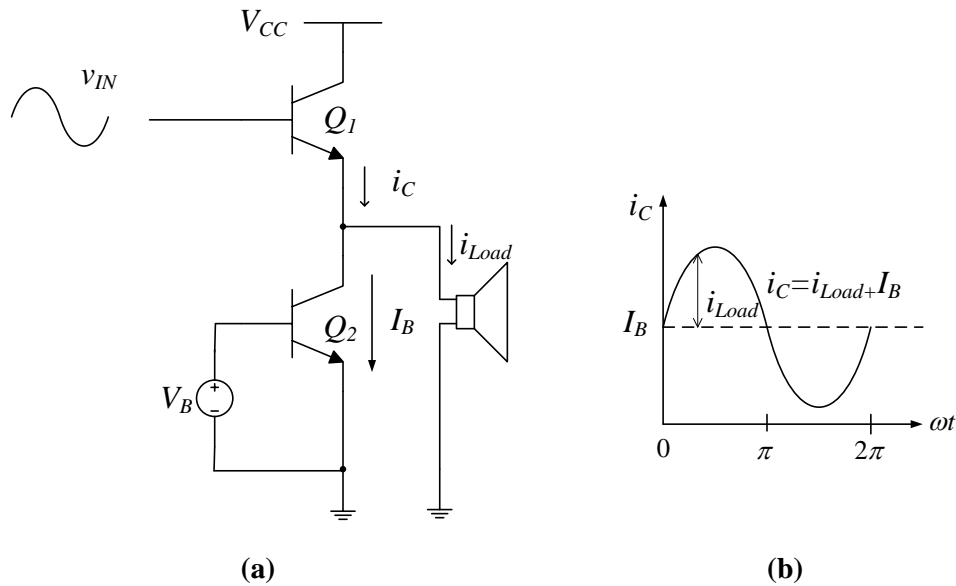 V_CC
v_IN
Q_1
i_C
i_Load
I_B
Q_2
V_B
+
-
(a)
i_C
i_C=i_Load+I_B
i_Load
I_B
ωt
0
π
2π
(b)